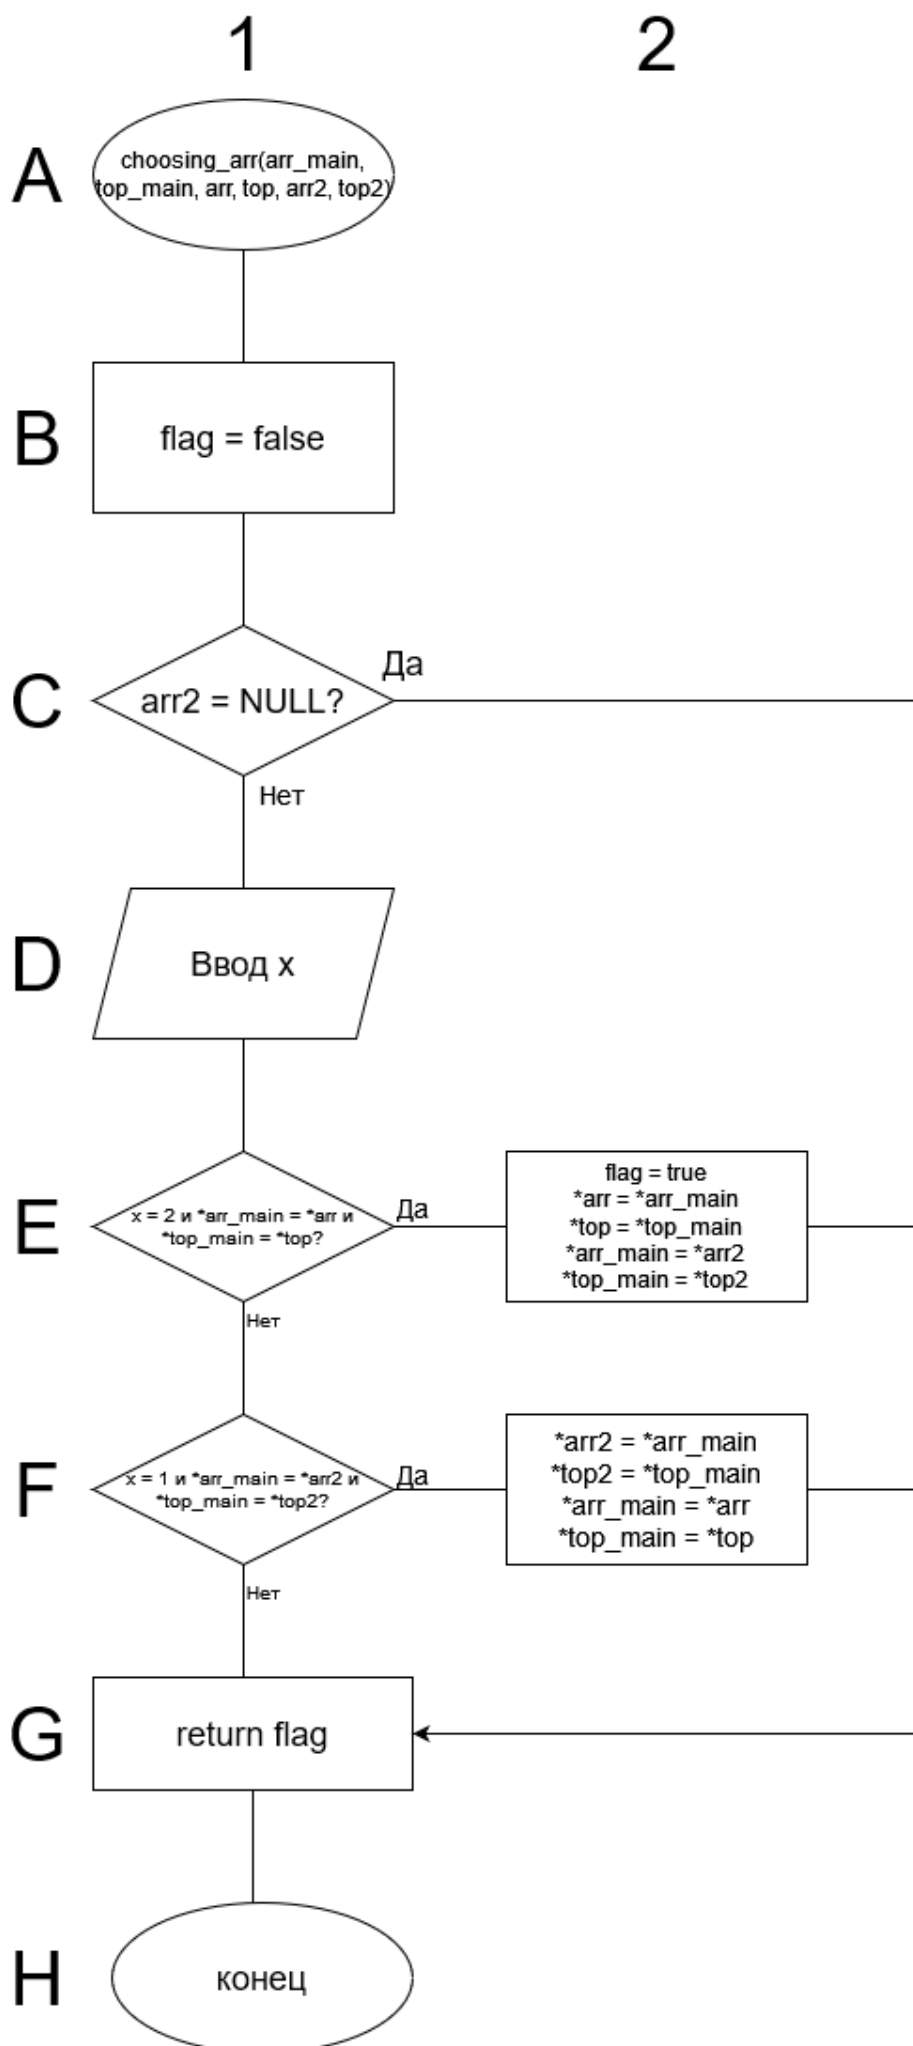 1
2
A
choosing_arr(arr_main,
top_main, arr, top, arr2, top2)
B
flag = false
C
arr2 = NULL?
Да
Нет
D
Ввод x
E
x = 2 и *arr_main = *arr и
*top_main = *top?
Да
flag = true
*arr = *arr_main
*top = *top_main
*arr_main = *arr2
*top_main = *top2
Нет
F
x = 1 и *arr_main = *arr2 и
*top_main = *top2?
Да
*arr2 = *arr_main
*top2 = *top_main
*arr_main = *arr
*top_main = *top
Нет
G
return flag
H
конец